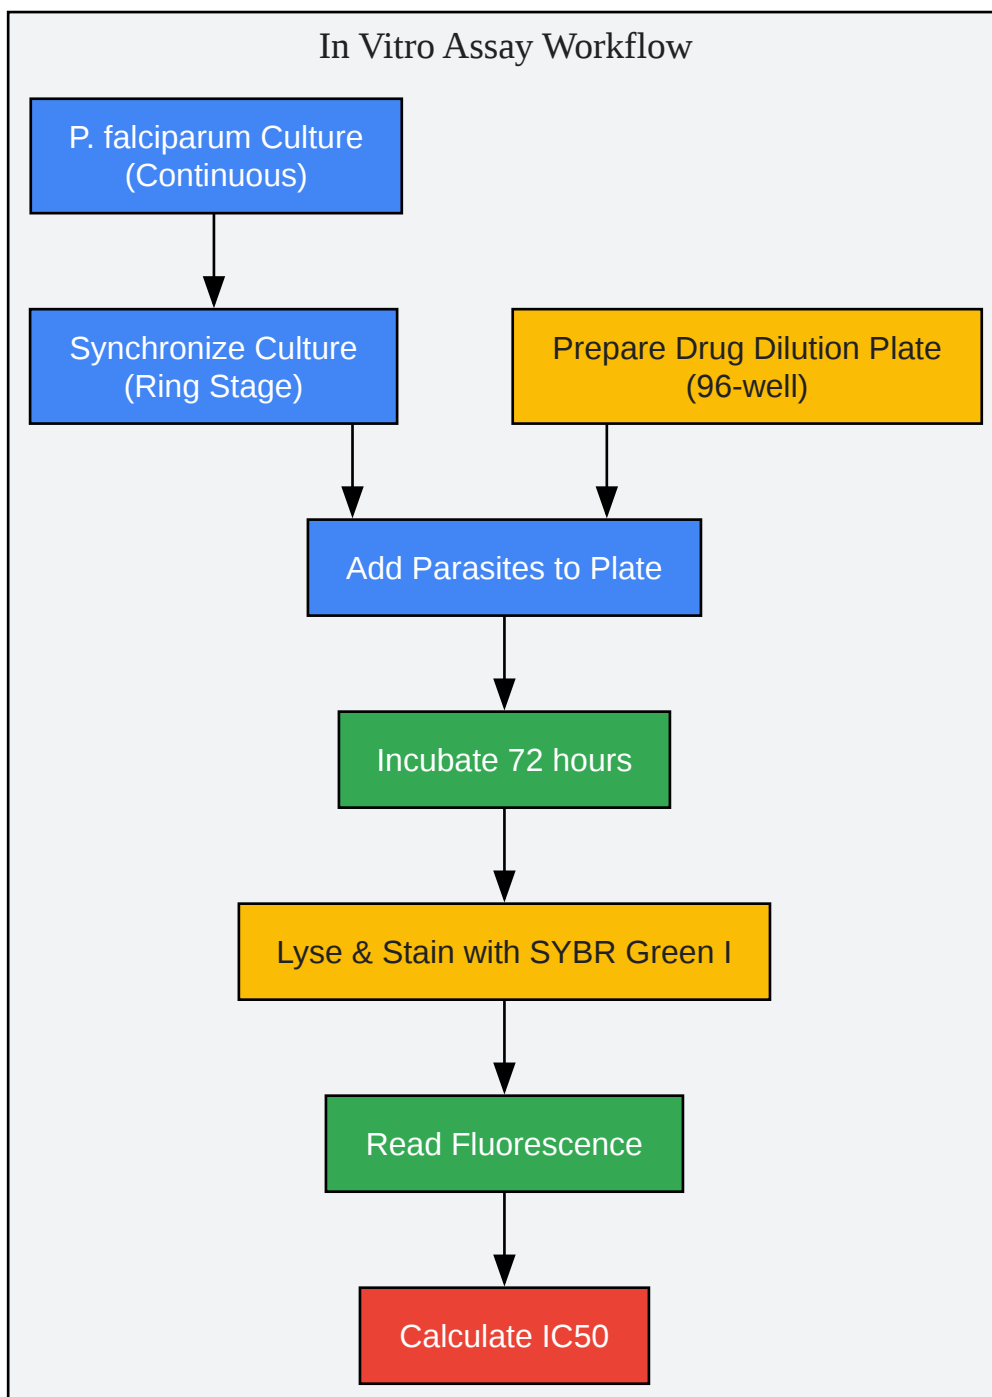 In Vitro Assay Workflow
P. falciparum Culture
(Continuous)
Synchronize Culture
(Ring Stage)
Prepare Drug Dilution Plate
(96-well)
Add Parasites to Plate
Incubate 72 hours
Lyse & Stain with SYBR Green I
Read Fluorescence
Calculate IC50